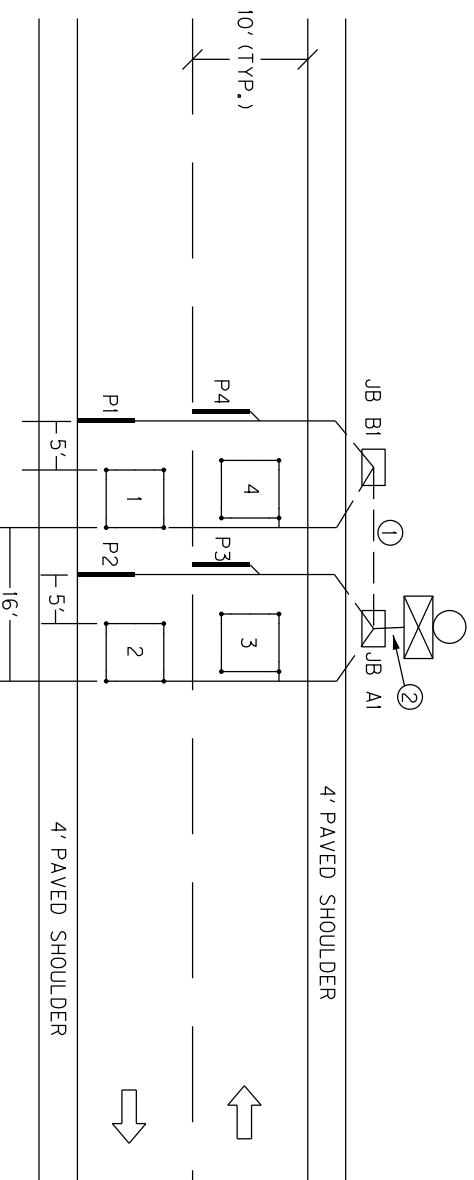 10' (TYP.)
JB B1
1
JB A1
2
P4
4
P3
3
4' PAVED SHOULDER
P1
5'
1
P2
5'
2
16'
4' PAVED SHOULDER